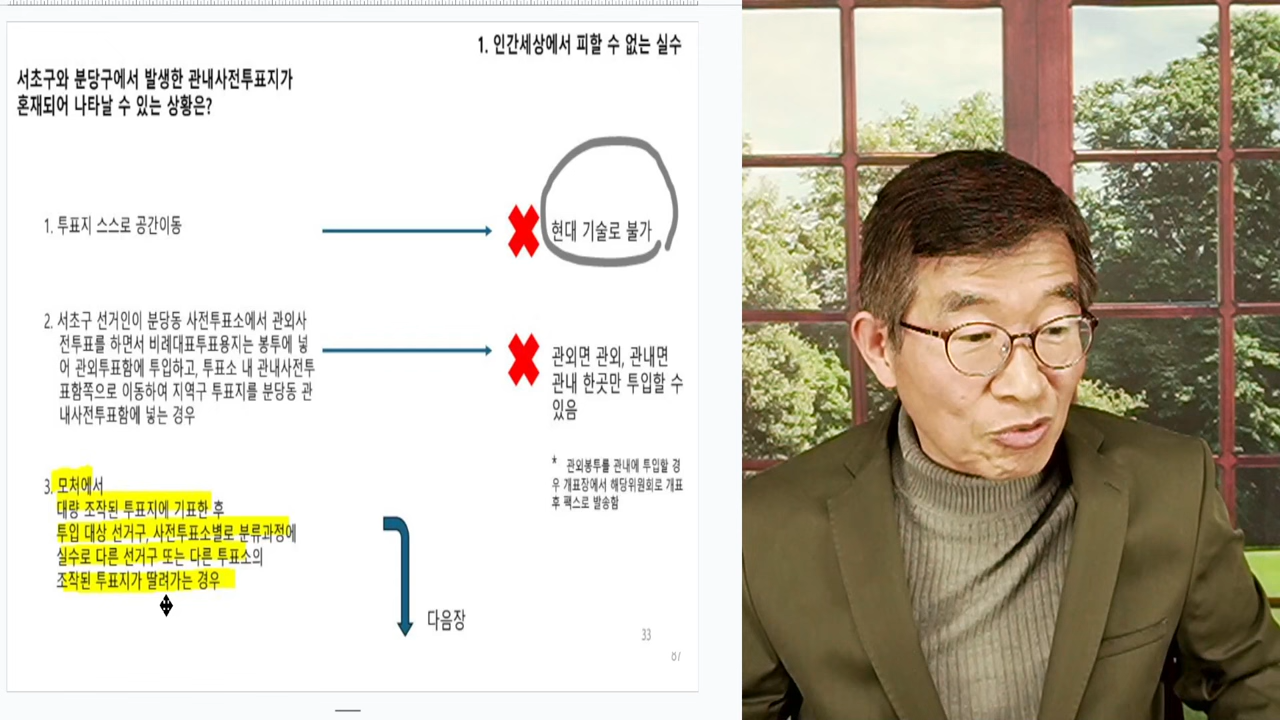 1. 인간세상에서 피할 수 없는 실수
서초구와 분당구에서 발생한 관내사전투표지가
혼재되어 나타날 수 있는 상황은?
1. 투표지 스스로 공간이동
현대 기술로 불가
2. 서초구 선거인이 분당동 사전투표소에서 관외사
전투표를 하면서 비례대표투표용지는 봉투에 넣
어 관외투표함에 투입하고, 투표소 내 관내사전투
표함쪽으로 이동하여 지역구 투표지를 분당동 관
내사전투표함에 넣는 경우
관외면 관외, 관내면
관내 한곳만 투입할 수
있음
* 관외봉투를 관내에 투입할 경
우 개표장에서 해당위원회로 개표
후 팩스로 발송함
3. 모처에서
대량 조작된 투표지에 기표한 후
투입 대상 선거구, 사전투표소별로 분류과정에
실수로 다른 선거구 또는 다른 투표소의
조작된 투표지가 딸려가는 경우
다음장
33
87